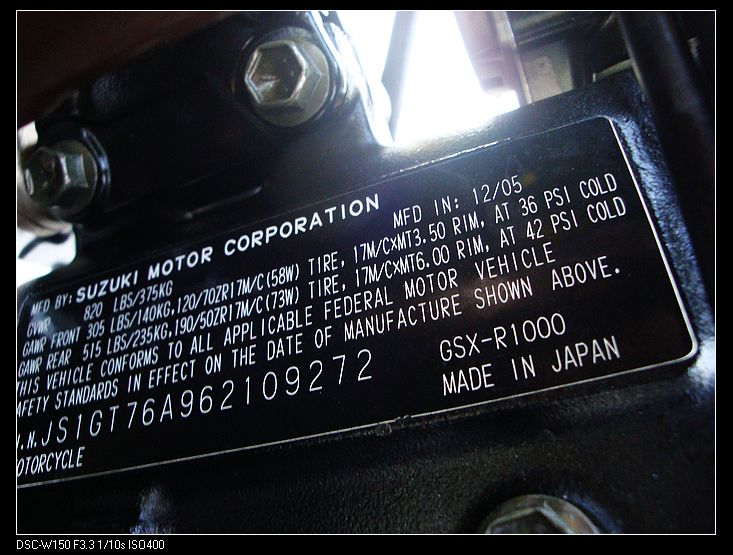 MFD BY: SUZUKI MOTOR CORPORATION MFD IN: 12/05
GVWR 820 LBS/375KG
GAWR FRONT 305 LBS/140KG,120/70ZR17M/C(58W) TIRE, 17M/CXMT3.50 RIM, AT 36 PSI COLD
GAWR REAR 515 LBS/235KG,190/50ZR17M/C(73W) TIRE, 17M/CXMT6.00 RIM, AT 42 PSI COLD
THIS VEHICLE CONFORMS TO ALL APPLICABLE FEDERAL MOTOR VEHICLE
AFETY STANDARDS IN EFFECT ON THE DATE OF MANUFACTURE SHOWN ABOVE.
.N. JS1GT76A962109272 GSX-R1000
OTORCYCLE MADE IN JAPAN
DSC-W150 F3.3 1/10s ISO400